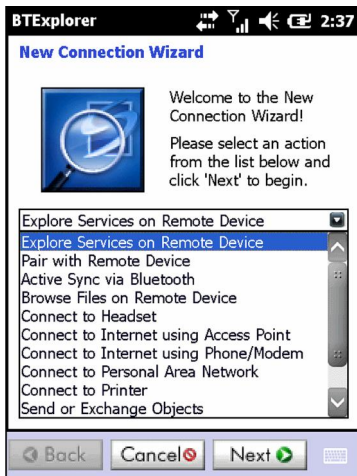 BTExplorer 2:37
New Connection Wizard
Welcome to the New
Connection Wizard!
Please select an action
from the list below and
click 'Next' to begin.
Explore Services on Remote Device
Explore Services on Remote Device
Pair with Remote Device
Active Sync via Bluetooth
Browse Files on Remote Device
Connect to Headset
Connect to Internet using Access Point
Connect to Internet using Phone/Modem
Connect to Personal Area Network
Connect to Printer
Send or Exchange Objects
Back Cancel Next